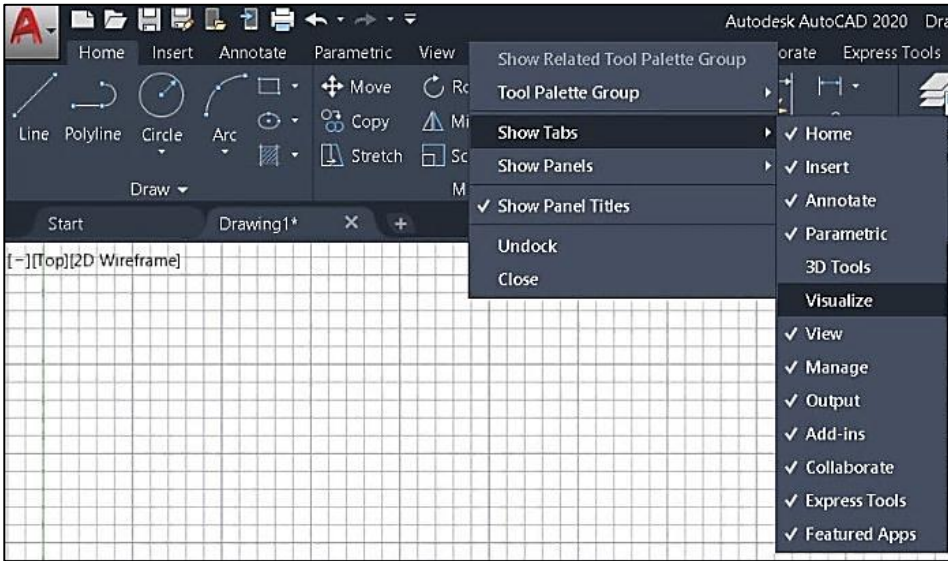 Autodesk AutoCAD 2020 Dra
Home Insert Annotate Parametric View orate Express Tools
Line Polyline Circle Arc
Move
Copy
Stretch
Ro
Mi
Sc
Draw
M
Start Drawing1*
[-][Top][2D Wireframe]
Show Related Tool Palette Group
Tool Palette Group
Show Tabs
Show Panels
Show Panel Titles
Undock
Close
Home
Insert
Annotate
Parametric
3D Tools
Visualize
View
Manage
Output
Add-ins
Collaborate
Express Tools
Featured Apps